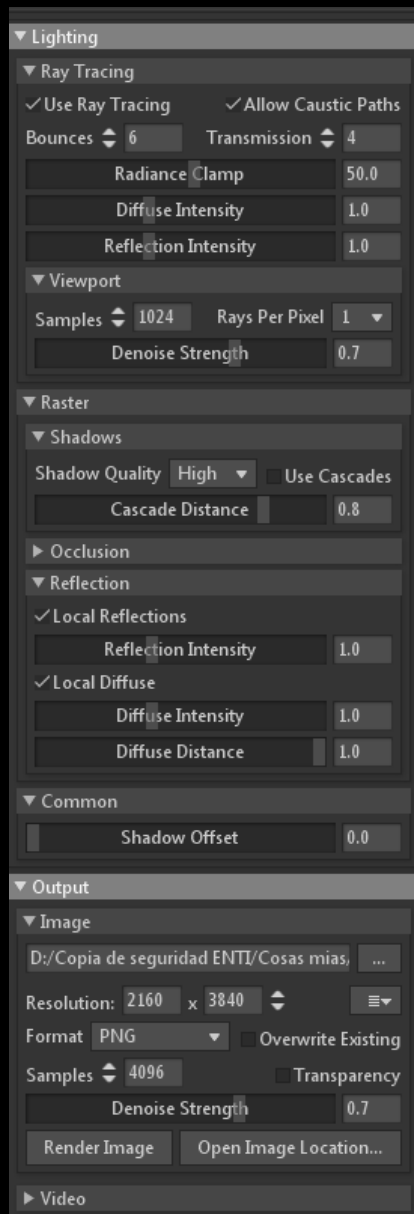 Lighting
Ray Tracing
Use Ray Tracing Allow Caustic Paths
Bounces 6 Transmission 4
Radiance Clamp 50.0
Diffuse Intensity 1.0
Reflection Intensity 1.0
Viewport
Samples 1024 Rays Per Pixel 1
Denoise Strength 0.7
Raster
Shadows
Shadow Quality High Use Cascades
Cascade Distance 0.8
Occlusion
Reflection
Local Reflections
Reflection Intensity 1.0
Local Diffuse
Diffuse Intensity 1.0
Diffuse Distance 1.0
Common
Shadow Offset 0.0
Output
Image
D:/Copia de seguridad ENTI/Cosas mias/ ...
Resolution: 2160 x 3840
Format PNG Overwrite Existing
Samples 4096 Transparency
Denoise Strength 0.7
Render Image Open Image Location...
Video